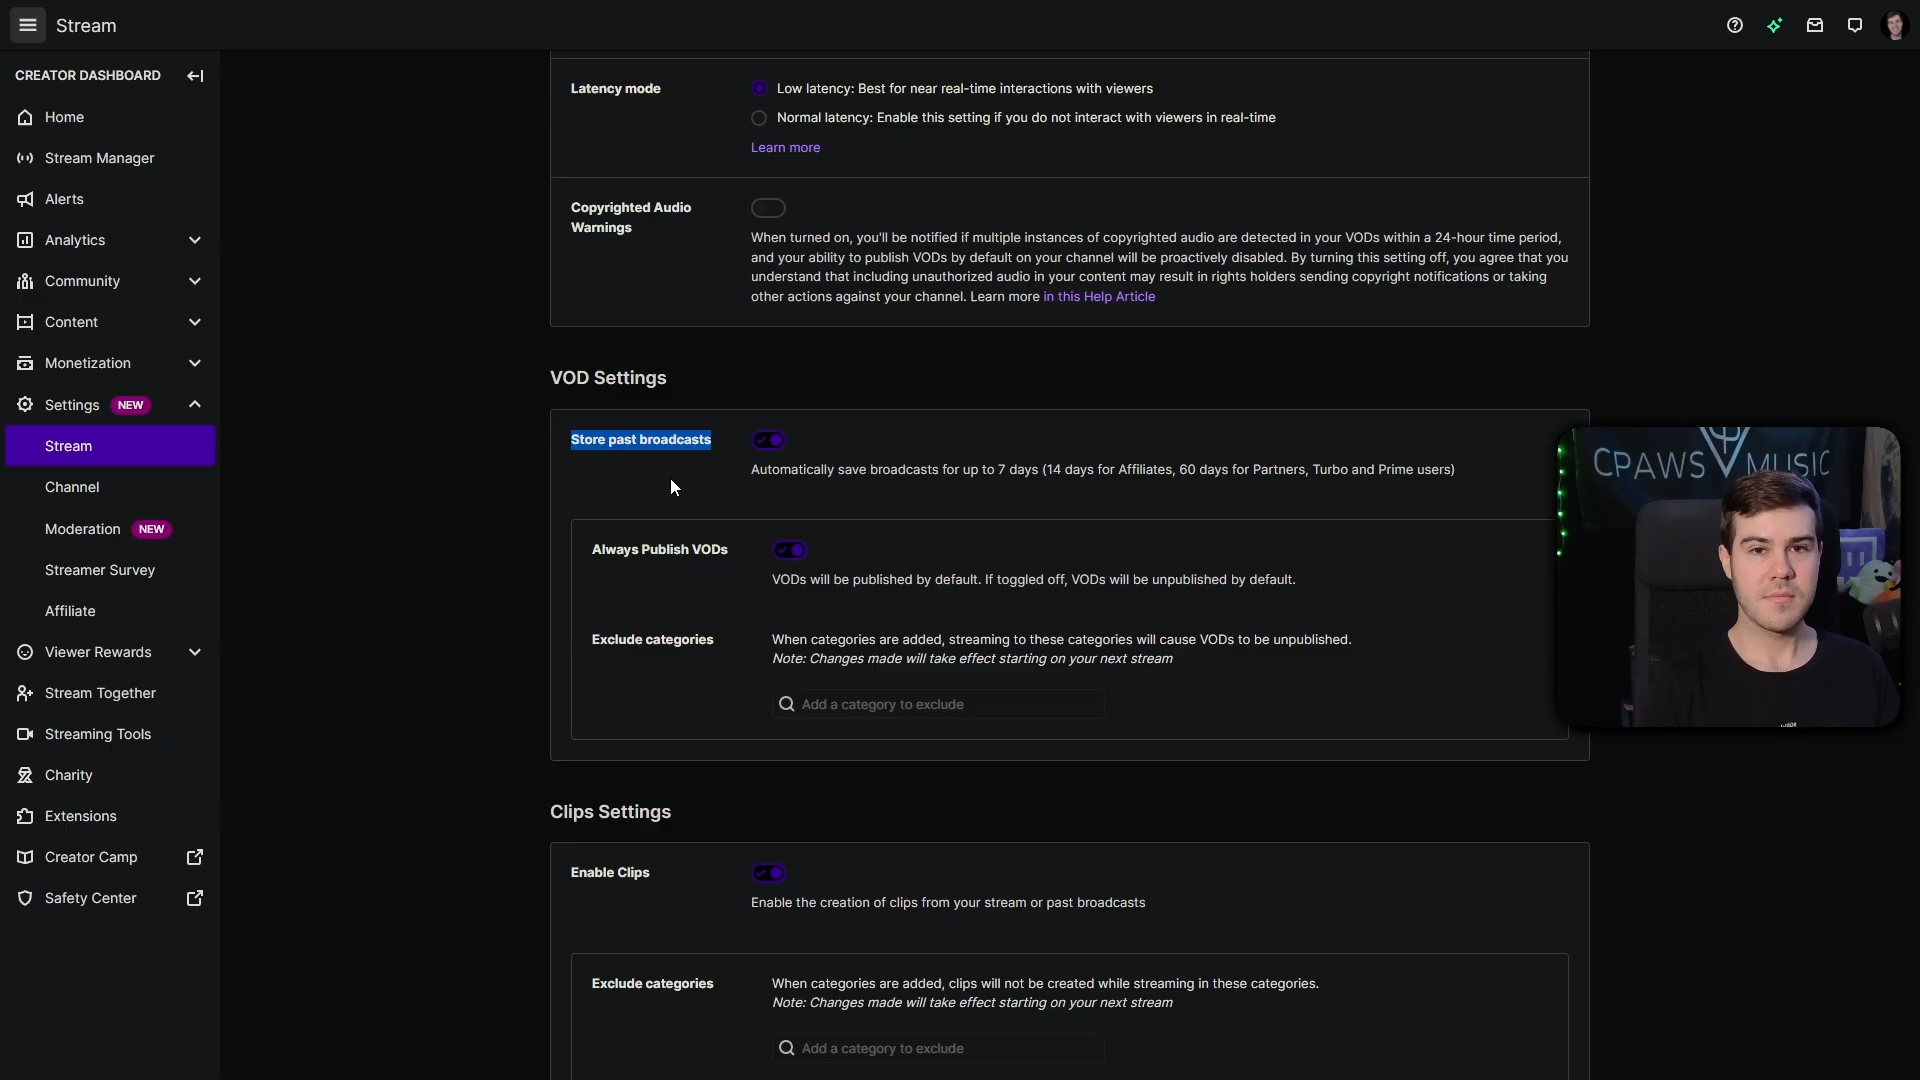 Stream
CREATOR DASHBOARD
Home
Stream Manager
Alerts
Analytics
Community
Content
Monetization
Settings NEW
Stream
Channel
Moderation NEW
Streamer Survey
Affiliate
Viewer Rewards
Stream Together
Streaming Tools
Charity
Extensions
Creator Camp
Safety Center
Latency mode
Low latency: Best for near real-time interactions with viewers
Normal latency: Enable this setting if you do not interact with viewers in real-time
Learn more
Copyrighted Audio
Warnings
When turned on, you'll be notified if multiple instances of copyrighted audio are detected in your VODs within a 24-hour time period,
and your ability to publish VODs by default on your channel will be proactively disabled. By turning this setting off, you agree that you
understand that including unauthorized audio in your content may result in rights holders sending copyright notifications or taking
other actions against your channel. Learn more in this Help Article
VOD Settings
Store past broadcasts
Automatically save broadcasts for up to 7 days (14 days for Affiliates, 60 days for Partners, Turbo and Prime users)
Always Publish VODs
VODs will be published by default. If toggled off, VODs will be unpublished by default.
Exclude categories
When categories are added, streaming to these categories will cause VODs to be unpublished.
Note: Changes made will take effect starting on your next stream
Add a category to exclude
Clips Settings
Enable Clips
Enable the creation of clips from your stream or past broadcasts
Exclude categories
When categories are added, clips will not be created while streaming in these categories.
Note: Changes made will take effect starting on your next stream
Add a category to exclude
CPAWS MUSIC